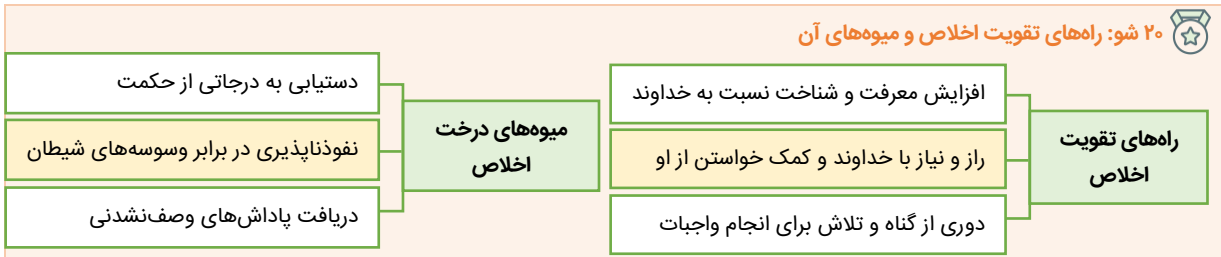 ۲۰ شو: راه‌های تقویت اخلاص و میوه‌های آن
راه‌های تقویت
اخلاص
افزایش معرفت و شناخت نسبت به خداوند
راز و نیاز با خداوند و کمک خواستن از او
دوری از گناه و تلاش برای انجام واجبات
میوه‌های درخت
اخلاص
دستیابی به درجاتی از حکمت
نفوذناپذیری در برابر وسوسه‌های شیطان
دریافت پاداش‌های وصف‌نشدنی